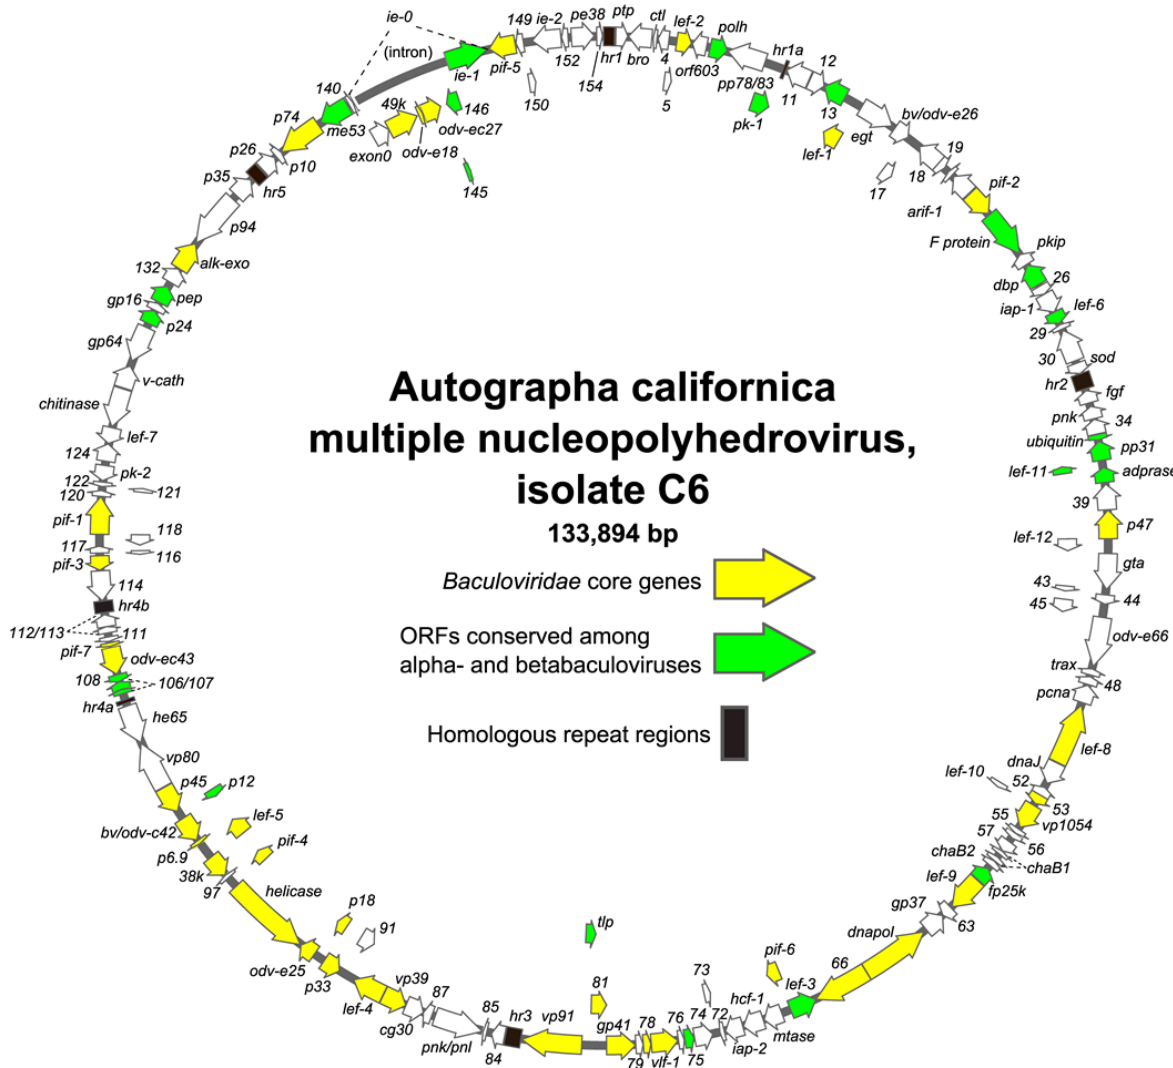 Autographa californica
multiple nucleopolyhedrovirus,
isolate C6
133,894 bp
Baculoviridae core genes
ORFs conserved among
alpha- and betabaculoviruses
Homologous repeat regions
ie-0
(intron)
ie-1
pif-5
149
150
ie-2
152
pe38
154
hr1
ptp
bro
ctl
4
5
lef-2
orf603
polh
pp78/83
pk-1
hr1a
11
12
13
lef-1
egt
bv/odv-e26
17
18
19
arif-1
pif-2
F protein
pkip
dbp
26
iap-1
lef-6
29
30
sod
hr2
fgf
pnk
34
ubiquitin
pp31
lef-11
adprase
39
p47
lef-12
gta
43
44
45
odv-e66
trax
48
pcna
lef-8
dnaJ
lef-10
52
53
vp1054
55
56
57
chaB2
chaB1
lef-9
fp25k
gp37
63
dnapol
66
pif-6
lef-3
mtase
hcf-1
iap-2
72
73
74
75
76
vlf-1
78
79
gp41
81
tlp
vp91
hr3
84
85
pnk/pnl
87
cg30
vp39
lef-4
91
p18
p33
odv-e25
helicase
97
38k
pif-4
lef-5
p6.9
bv/odv-c42
p45
p12
vp80
he65
hr4a
106/107
108
odv-ec43
pif-7
111
112/113
hr4b
114
pif-3
116
117
118
pif-1
120
121
122
pk-2
124
lef-7
chitinase
v-cath
gp64
p24
gp16
pep
132
alk-exo
p94
p35
hr5
p26
p10
p74
me53
140
exon0
49k
odv-e18
odv-ec27
145
146